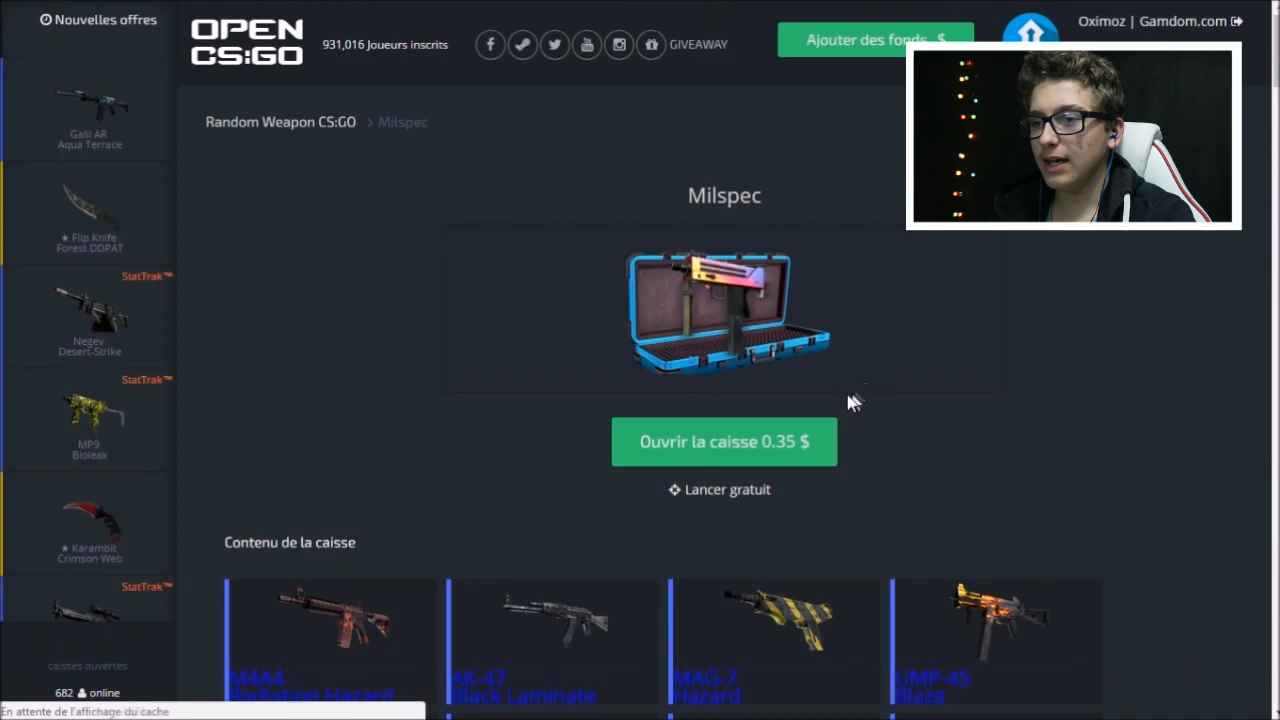 Nouvelles offres
OPEN
CS:GO
931,016 Joueurs inscrits
GIVEAWAY
Ajouter des fonds $
Oximoz | Gamdom.com
Random Weapon CS:GO > Milspec
Milspec
Galil AR
Aqua Terrace
★ Flip Knife
Forest DDPAT
StatTrak™
Negev
Desert-Strike
StatTrak™
MP9
Bioleak
★ Karambit
Crimson Web
StatTrak™
Ouvrir la caisse 0.35 $
Lancer gratuit
Contenu de la caisse
M4A4
Radiation Hazard
AK-47
Black Laminate
MAG-7
Hazard
UMP-45
Blaze
caisses ouvertes
682 online
En attente de l'affichage du cache